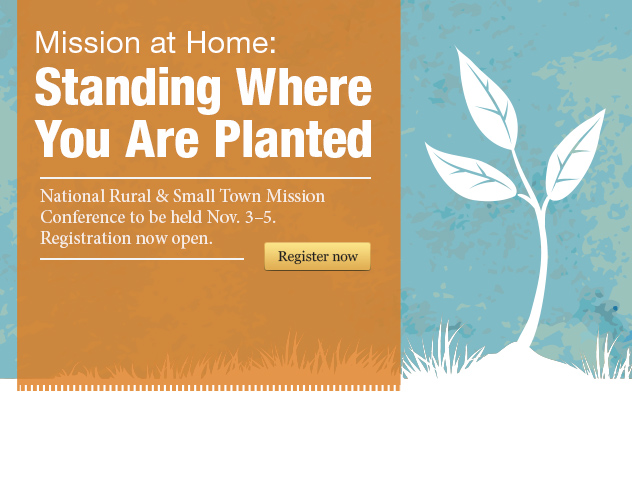 Mission at Home:
Standing Where
You Are Planted
National Rural & Small Town Mission
Conference to be held Nov. 3–5.
Registration now open.
Register now